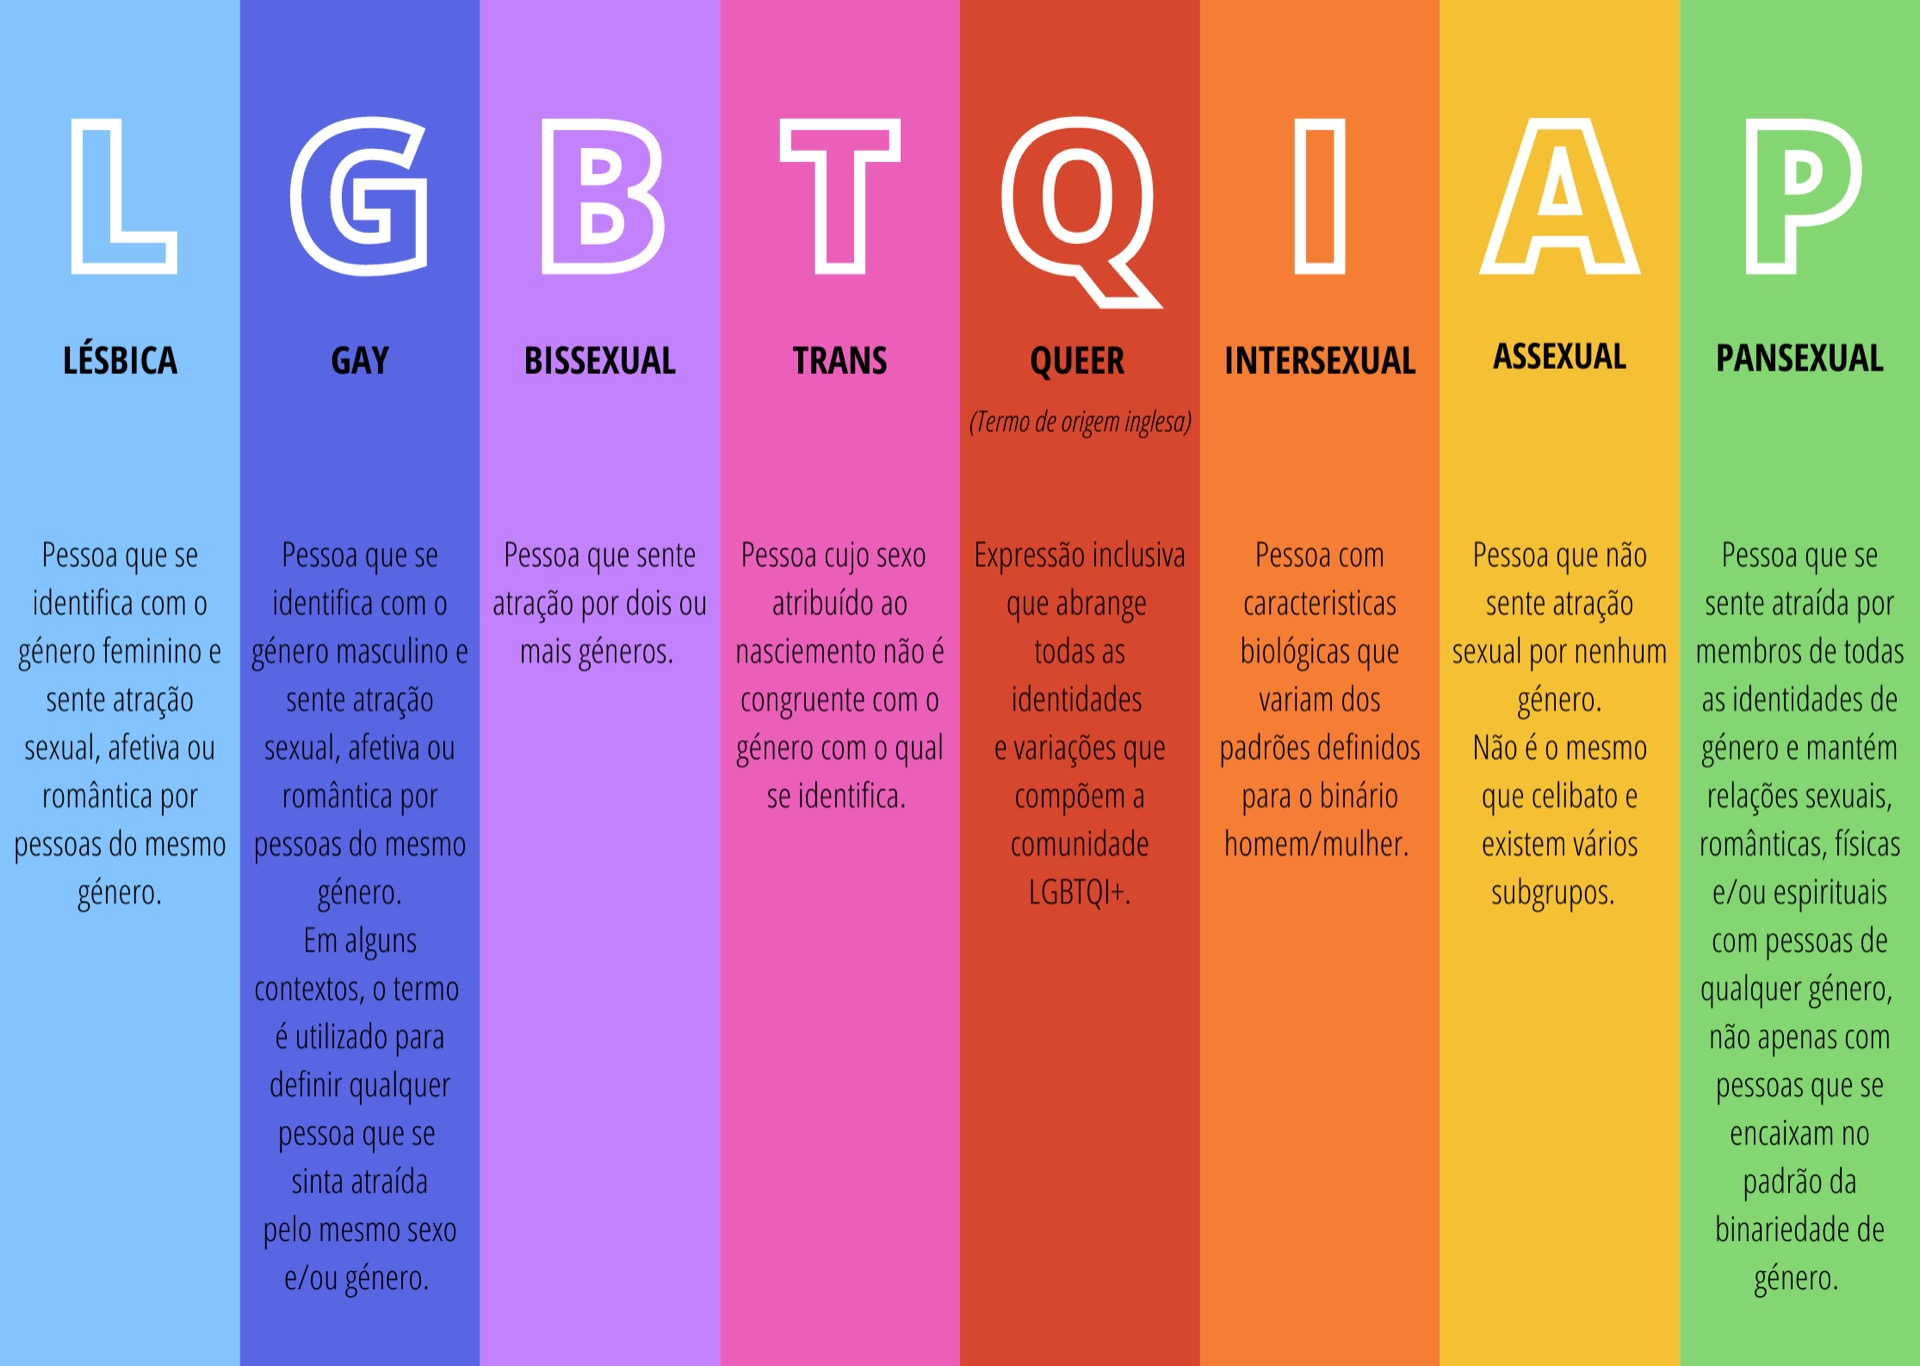 L
LÉSBICA
Pessoa que se
identifica com o
género feminino e
sente atração
sexual, afetiva ou
romântica por
pessoas do mesmo
género.
G
GAY
Pessoa que se
identifica com o
género masculino e
sente atração
sexual, afetiva ou
romântica por
pessoas do mesmo
género.
Em alguns
contextos, o termo
é utilizado para
definir qualquer
pessoa que se
sinta atraída
pelo mesmo sexo
e/ou género.
B
BISSEXUAL
Pessoa que sente
atração por dois ou
mais géneros.
T
TRANS
Pessoa cujo sexo
atribuído ao
nasciemento não é
congruente com o
género com o qual
se identifica.
Q
QUEER
(Termo de origem inglesa)
Expressão inclusiva
que abrange
todas as
identidades
e variações que
compõem a
comunidade
LGBTQI+.
I
INTERSEXUAL
Pessoa com
caracteristicas
biológicas que
variam dos
padrões definidos
para o binário
homem/mulher.
A
ASSEXUAL
Pessoa que não
sente atração
sexual por nenhum
género.
Não é o mesmo
que celibato e
existem vários
subgrupos.
P
PANSEXUAL
Pessoa que se
sente atraída por
membros de todas
as identidades de
género e mantém
relações sexuais,
românticas, físicas
e/ou espirituais
com pessoas de
qualquer género,
não apenas com
pessoas que se
encaixam no
padrão da
binariedade de
género.